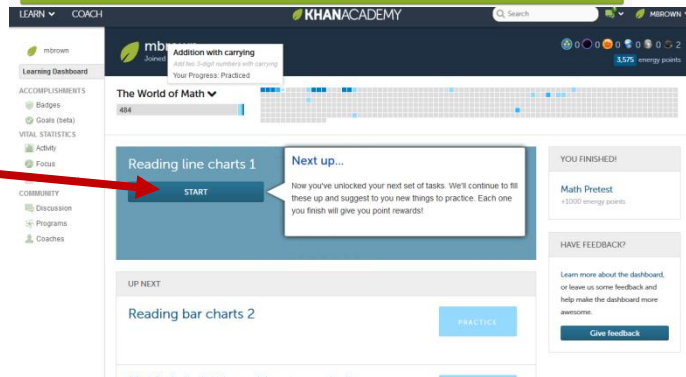 LEARN COACH KHANACADEMY Search MBROWN
mbrown
Learning Dashboard
ACCOMPLISHMENTS
Badges
Goals (beta)
VITAL STATISTICS
Activity
Focus
COMMUNITY
Discussion
Programs
Coaches
Joined
Addition with carrying
Add two 3-digit numbers with carrying
Your Progress: Practiced
0 0 0 0 0 2
3,575 energy points
The World of Math
484
Reading line charts 1
START
Next up...
Now you've unlocked your next set of tasks. We'll continue to fill
these up and suggest to you new things to practice. Each one
you finish will give you point rewards!
YOU FINISHED!
Math Pretest
+1000 energy points
HAVE FEEDBACK?
Learn more about the dashboard,
or leave us some feedback and
help make the dashboard more
awesome.
Give feedback
UP NEXT
Reading bar charts 2
PRACTICE